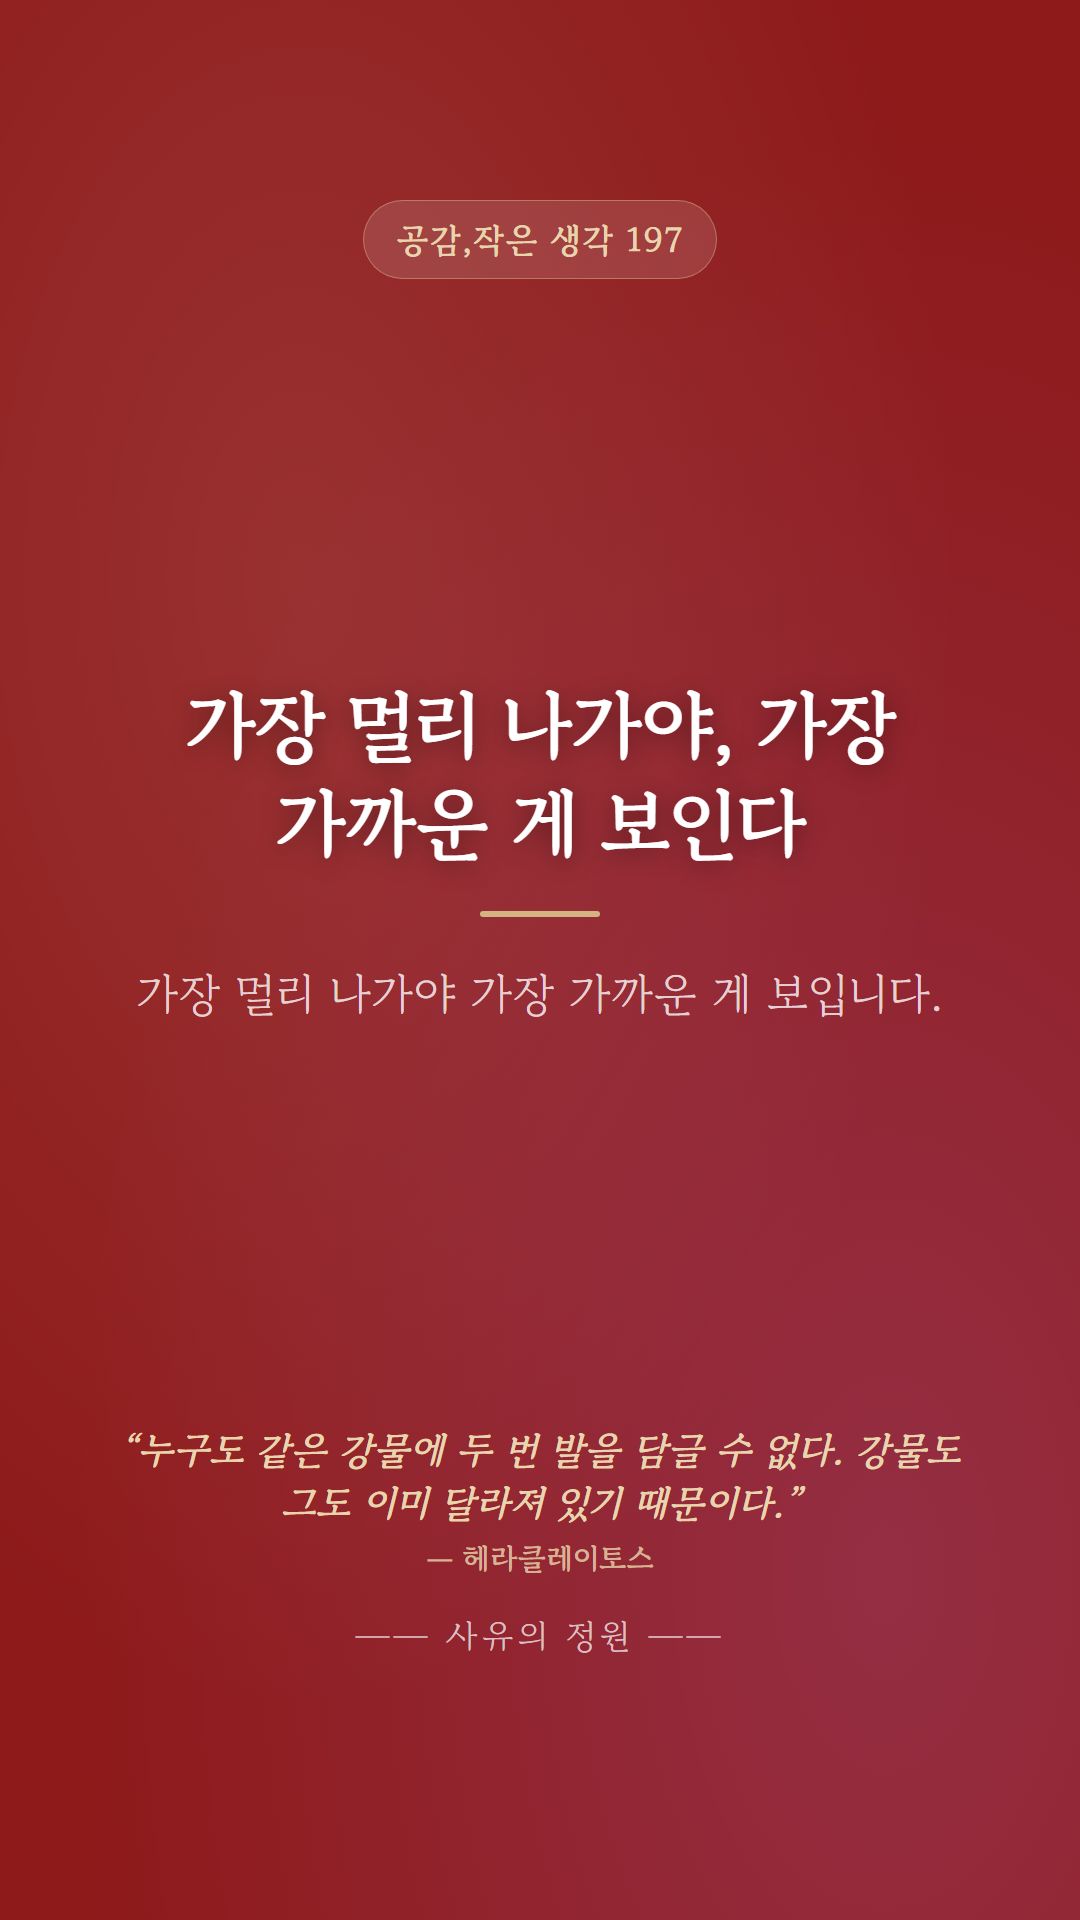 공감,작은 생각 197
가장 멀리 나가야, 가장
가까운 게 보인다
가장 멀리 나가야 가장 가까운 게 보입니다.
“누구도 같은 강물에 두 번 발을 담글 수 없다. 강물도
그도 이미 달라져 있기 때문이다.”
— 헤라클레이토스
—— 사유의 정원 ——